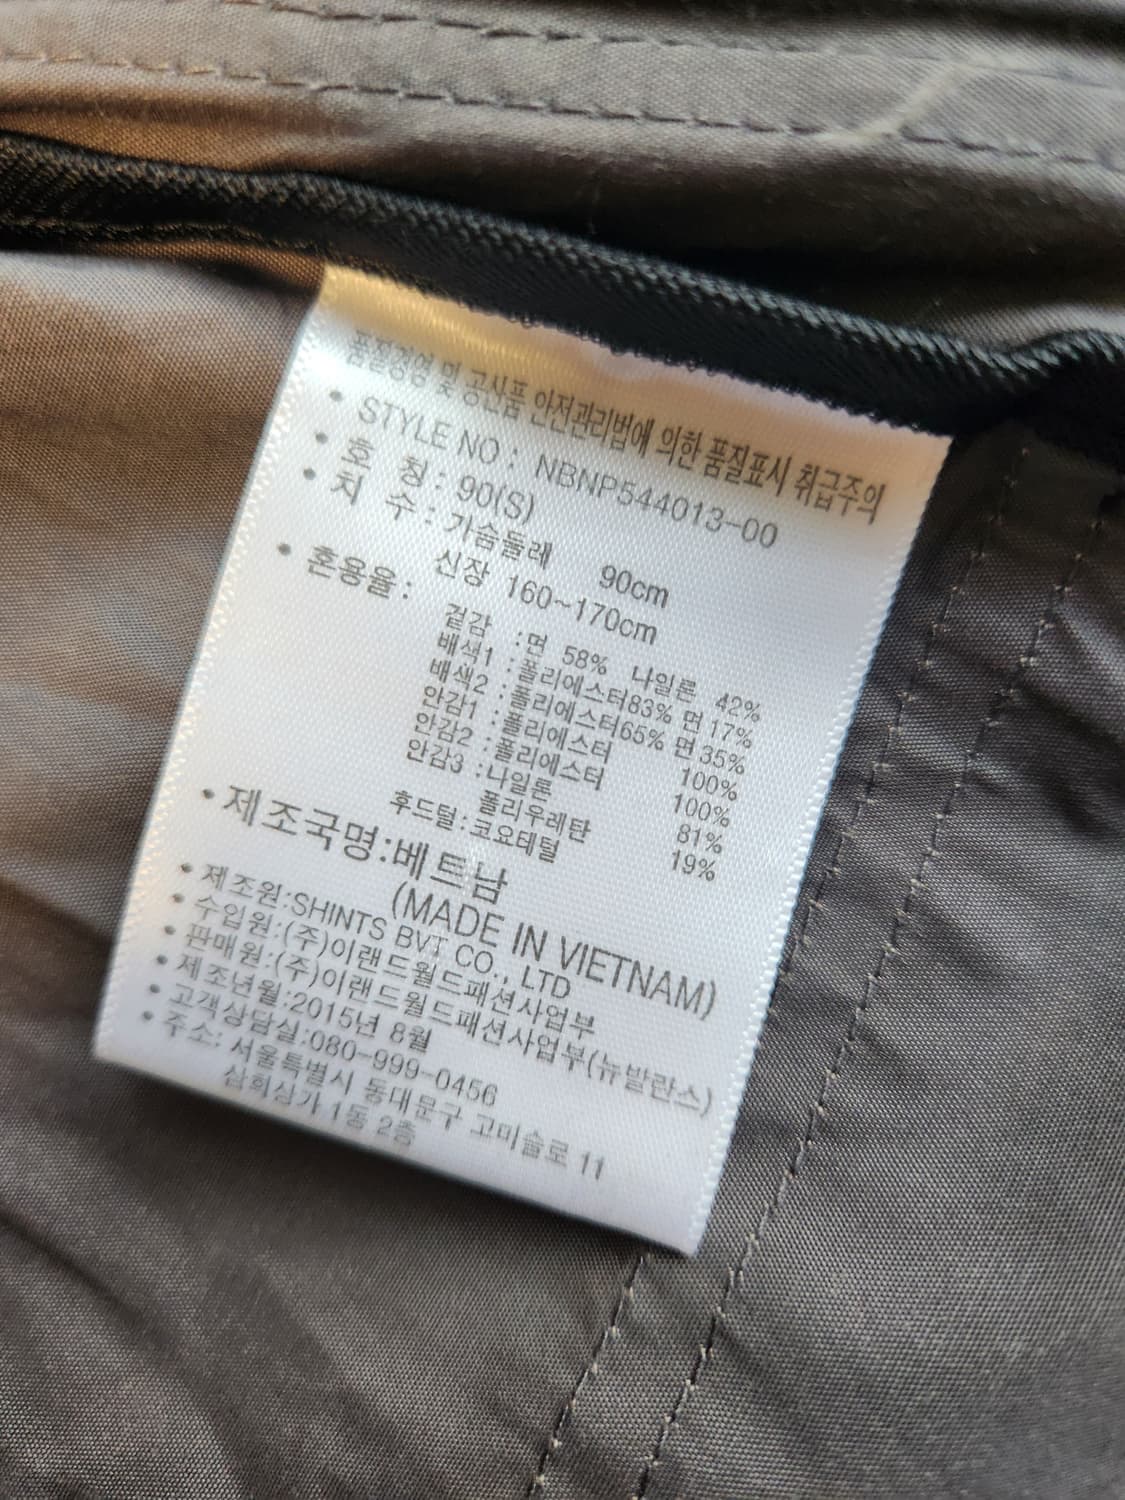 품질경영 및 공산품 안전관리법에 의한 품질표시 취급주의
• STYLE NO : NBNP544013-00
• 호 칭 : 90(S)
• 치 수 : 가슴둘레 90cm
신장 160~170cm
• 혼용율 : 겉감 :면 58% 나일론 42%
배색1 :폴리에스터83% 면17%
배색2 :폴리에스터65% 면35%
안감1 :폴리에스터 100%
안감2 :폴리에스터 100%
안감3 :나일론 81%
폴리우레탄 19%
후드털:코요테털
•제조국명:베트남
(MADE IN VIETNAM)
• 제조원:SHINTS BVT CO., LTD
• 수입원:(주)이랜드월드패션사업부
• 판매원:(주)이랜드월드패션사업부(뉴발란스)
• 제조년월:2015년 8월
• 고객상담실:080-999-0456
• 주소: 서울특별시 동대문구 고미술로 11
삼희상가 1동 2층